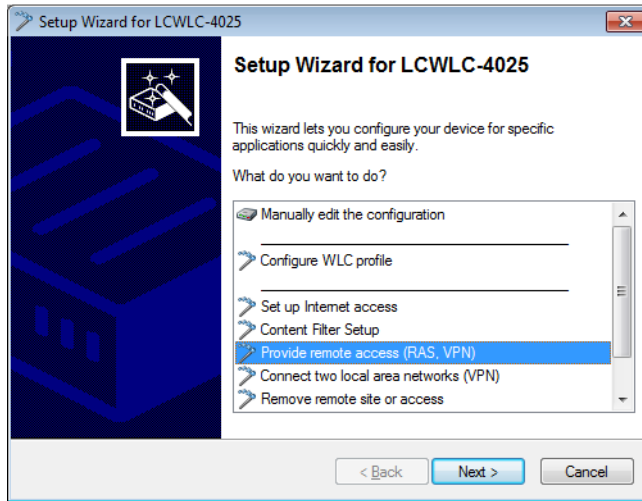 Setup Wizard for LCWLC-4025
Setup Wizard for LCWLC-4025
This wizard lets you configure your device for specific
applications quickly and easily.
What do you want to do?
Manually edit the configuration
Configure WLC profile
Set up Internet access
Content Filter Setup
Provide remote access (RAS, VPN)
Connect two local area networks (VPN)
Remove remote site or access
< Back
Next >
Cancel